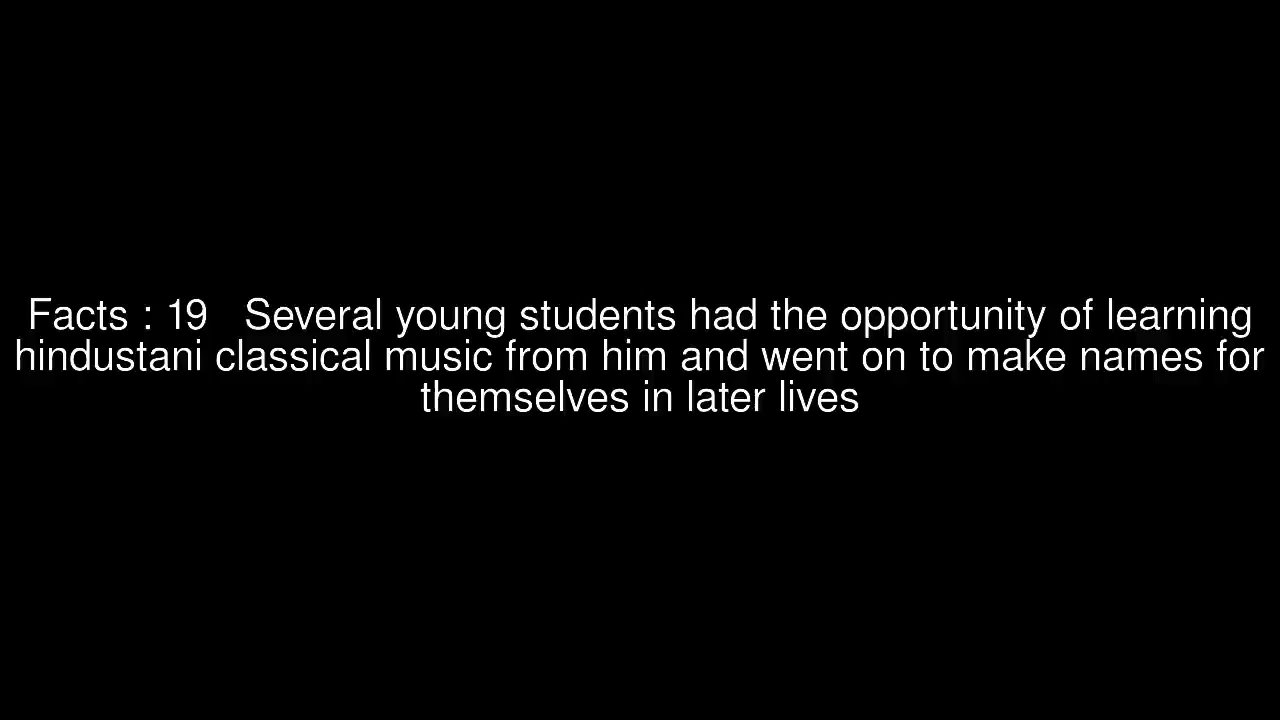 Facts : 19   Several young students had the opportunity of learning
hindustani classical music from him and went on to make names for
themselves in later lives